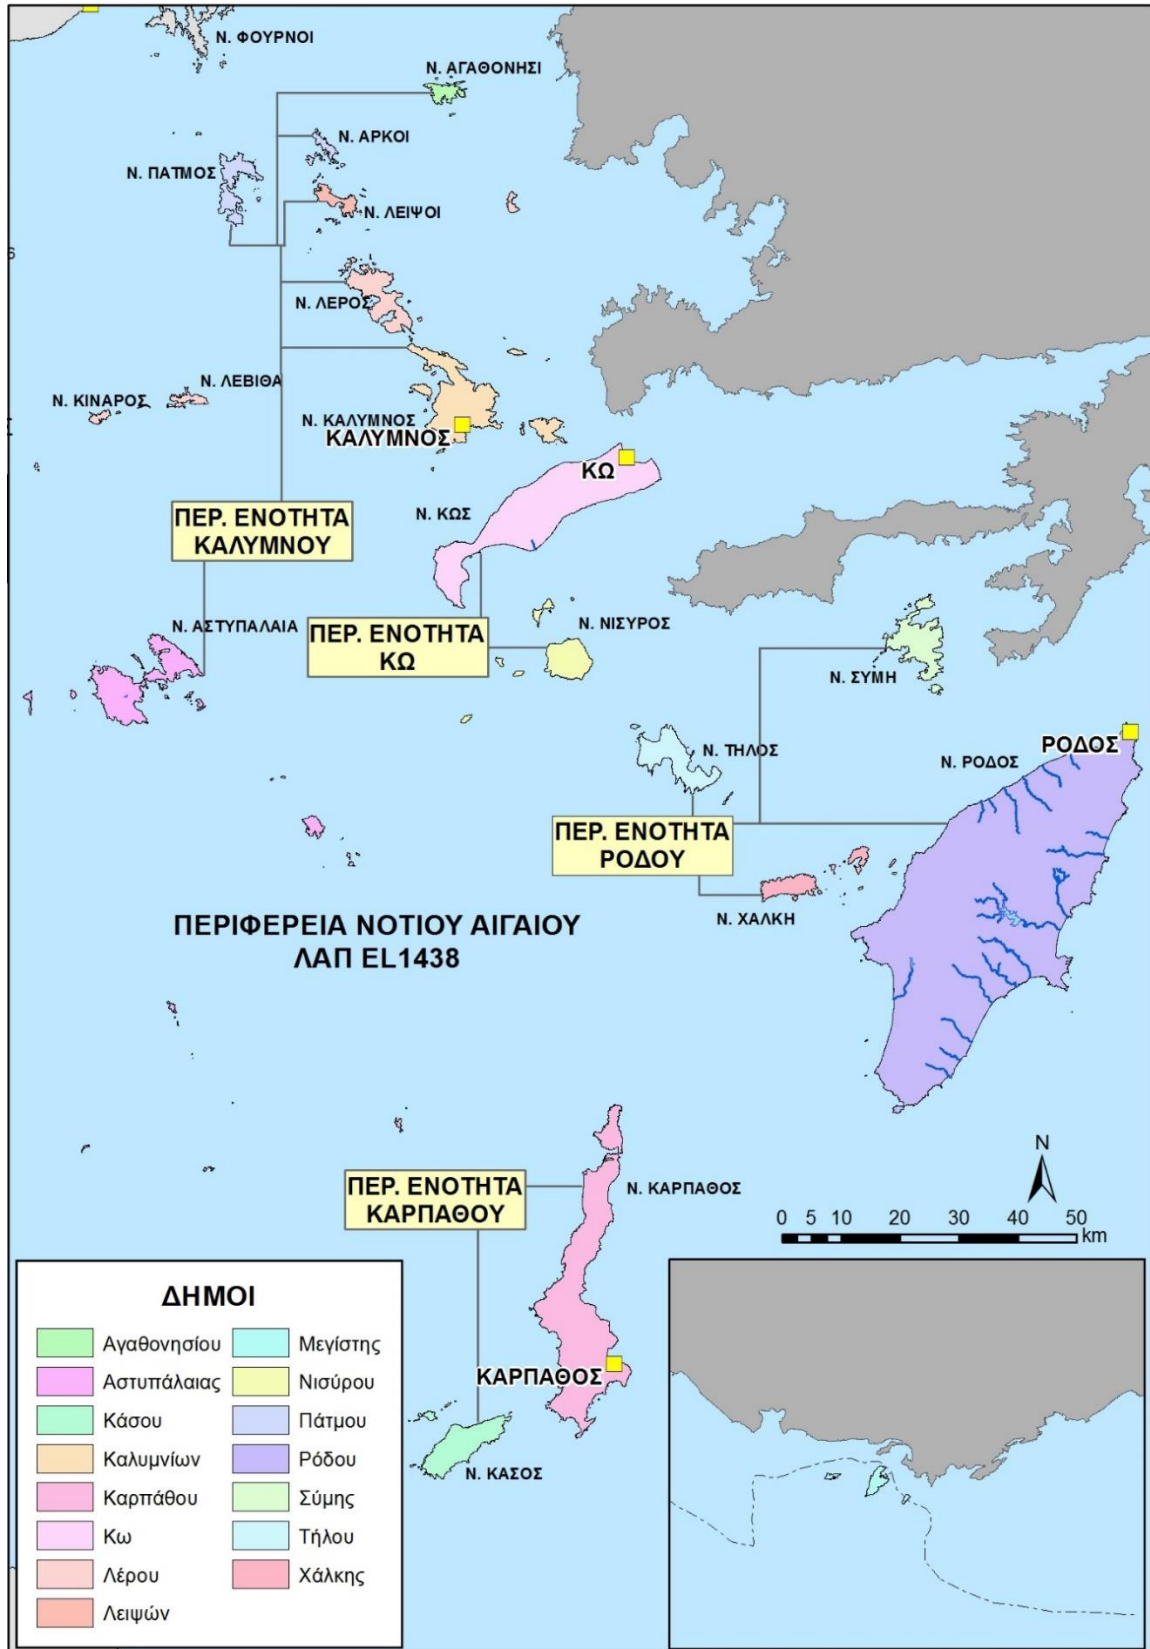 Ν. ΦΟΥΡΝΟΙ
Ν. ΑΓΑΘΟΝΗΣΙ
Ν. ΑΡΚΟΙ
Ν. ΠΑΤΜΟΣ
Ν. ΛΕΙΨΟΙ
Ν. ΛΕΡΟΣ
Ν. ΛΕΒΙΘΑ
Ν. ΚΙΝΑΡΟΣ
Ν. ΚΑΛΥΜΝΟΣ
ΚΑΛΥΜΝΟΣ
ΚΩ
Ν. ΚΩΣ
ΠΕΡ. ΕΝΟΤΗΤΑ
ΚΑΛΥΜΝΟΥ
Ν. ΑΣΤΥΠΑΛΑΙΑ
ΠΕΡ. ΕΝΟΤΗΤΑ
ΚΩ
Ν. ΝΙΣΥΡΟΣ
Ν. ΣΥΜΗ
Ν. ΤΗΛΟΣ
ΡΟΔΟΣ
Ν. ΡΟΔΟΣ
ΠΕΡ. ΕΝΟΤΗΤΑ
ΡΟΔΟΥ
Ν. ΧΑΛΚΗ
ΠΕΡΙΦΕΡΕΙΑ ΝΟΤΙΟΥ ΑΙΓΑΙΟΥ
ΛΑΠ EL1438
ΠΕΡ. ΕΝΟΤΗΤΑ
ΚΑΡΠΑΘΟΥ
Ν. ΚΑΡΠΑΘΟΣ
N
0 5 10 20 30 40 50
km
ΚΑΡΠΑΘΟΣ
Ν. ΚΑΣΟΣ
ΔΗΜΟΙ
Αγαθονησίου
Αστυπάλαιας
Κάσου
Καλυμνίων
Καρπάθου
Κω
Λέρου
Λειψών
Μεγίστης
Νισύρου
Πάτμου
Ρόδου
Σύμης
Τήλου
Χάλκης